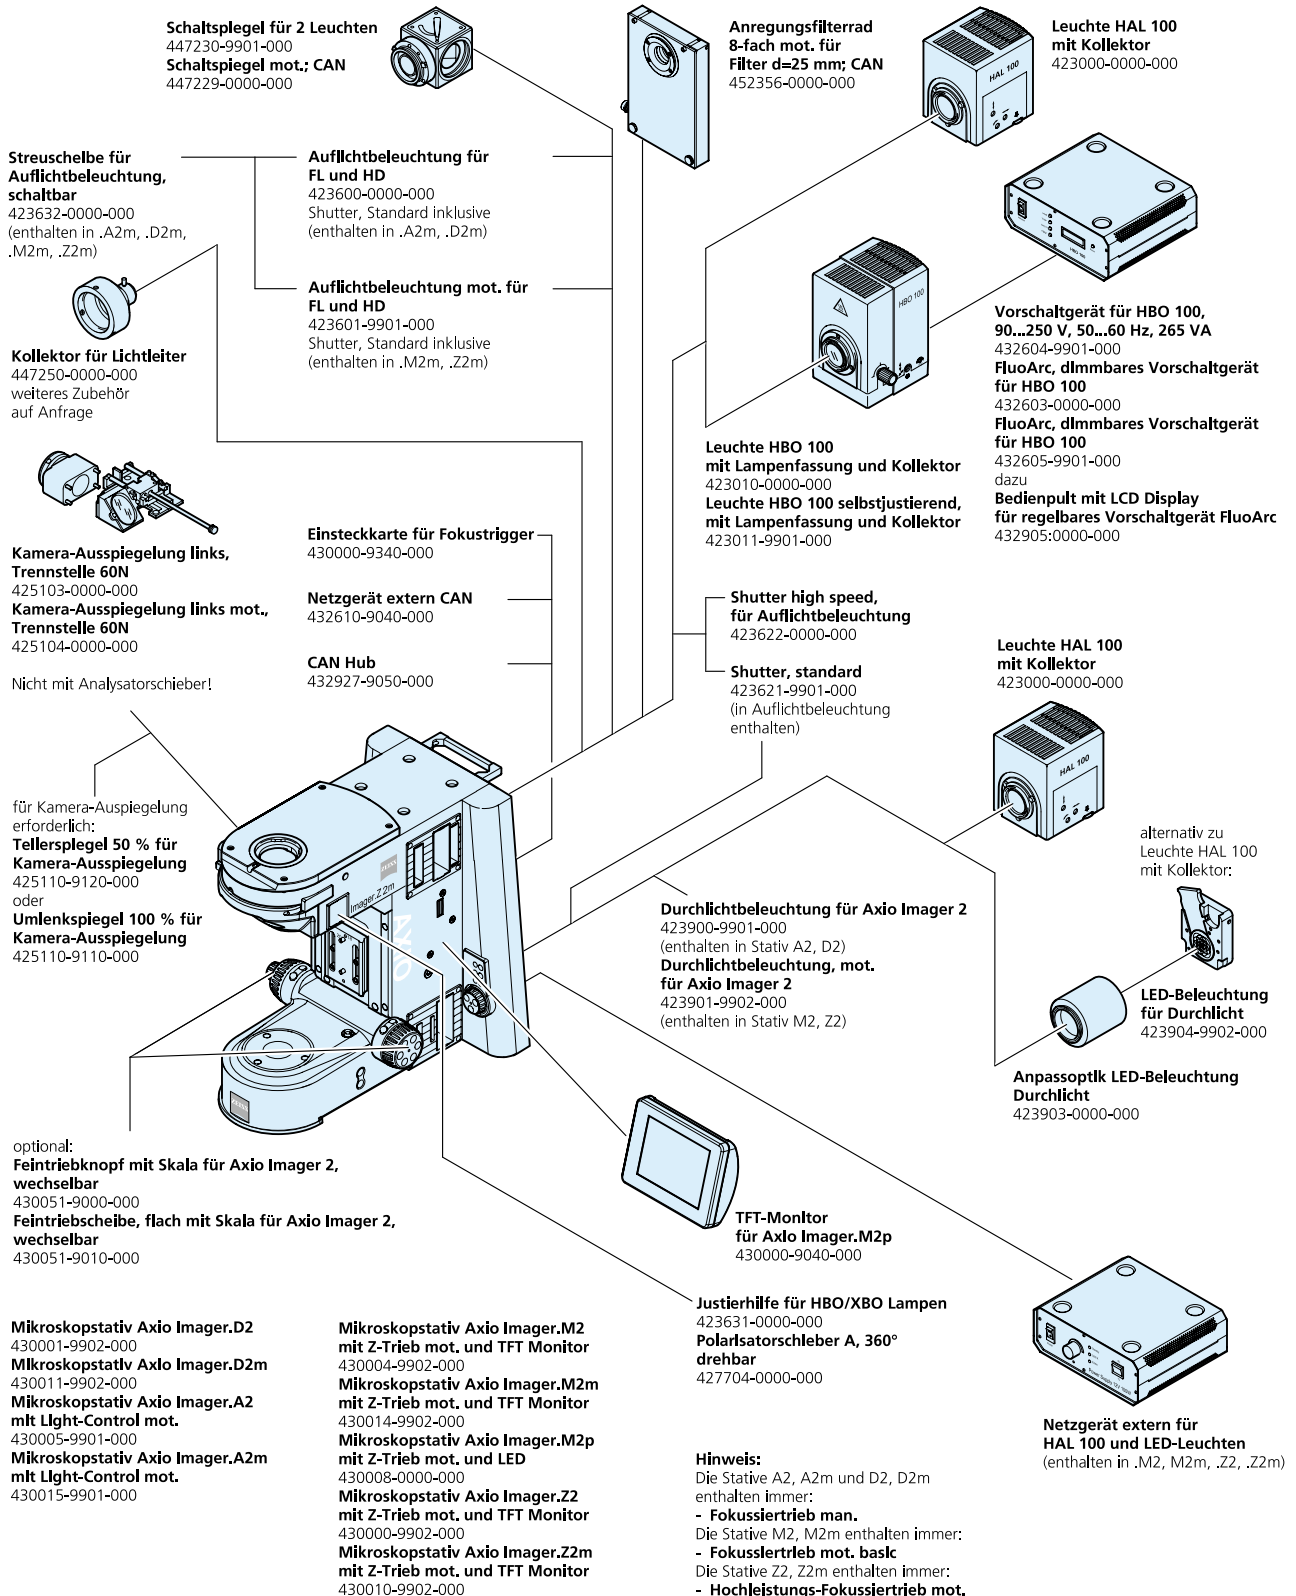 Schaltspiegel für 2 Leuchten
447230-9901-000
Schaltspiegel mot.; CAN
447229-0000-000
Anregungsfilterrad
8-fach mot. für
Filter d=25 mm; CAN
452356-0000-000
Leuchte HAL 100
mit Kollektor
423000-0000-000
HAL 100
Streuscheibe für
Auflichtbeleuchtung,
schaltbar
423632-0000-000
(enthalten in .A2m, .D2m,
.M2m, .Z2m)
Auflichtbeleuchtung für
FL und HD
423600-0000-000
Shutter, Standard inklusive
(enthalten in .A2m, .D2m)
Auflichtbeleuchtung mot. für
FL und HD
423601-9901-000
Shutter, Standard inklusive
(enthalten in .M2m, .Z2m)
HBO 100
HBO 100
Kollektor für Lichtleiter
447250-0000-000
weiteres Zubehör
auf Anfrage
Vorschaltgerät für HBO 100,
90...250 V, 50...60 Hz, 265 VA
432604-9901-000
FluoArc, dimmbares Vorschaltgerät
für HBO 100
432603-0000-000
FluoArc, dimmbares Vorschaltgerät
für HBO 100
432605-9901-000
dazu
Bedienpult mit LCD Display
für regelbares Vorschaltgerät FluoArc
432905:0000-000
Leuchte HBO 100
mit Lampenfassung und Kollektor
423010-0000-000
Leuchte HBO 100 selbstjustierend,
mit Lampenfassung und Kollektor
423011-9901-000
Kamera-Ausspiegelung links,
Trennstelle 60N
425103-0000-000
Kamera-Ausspiegelung links mot.,
Trennstelle 60N
425104-0000-000
Nicht mit Analysatorschieber!
Einsteckkarte für Fokustrigger
430000-9340-000
Netzgerät extern CAN
432610-9040-000
CAN Hub
432927-9050-000
Shutter high speed,
für Auflichtbeleuchtung
423622-0000-000
Shutter, standard
423621-9901-000
(in Auflichtbeleuchtung
enthalten)
Leuchte HAL 100
mit Kollektor
423000-0000-000
HAL 100
für Kamera-Auspiegelung
erforderlich:
Tellerspiegel 50 % für
Kamera-Ausspiegelung
425110-9120-000
oder
Umlenkspiegel 100 % für
Kamera-Ausspiegelung
425110-9110-000
ZEISS
Imager.Z2m
AXIO
ZEISS
alternativ zu
Leuchte HAL 100
mit Kollektor:
Durchlichtbeleuchtung für Axio Imager 2
423900-9901-000
(enthalten in Stativ A2, D2)
Durchlichtbeleuchtung, mot.
für Axio Imager 2
423901-9902-000
(enthalten in Stativ M2, Z2)
LED-Beleuchtung
für Durchlicht
423904-9902-000
Anpassoptik LED-Beleuchtung
Durchlicht
423903-0000-000
optional:
Feintriebknopf mit Skala für Axio Imager 2,
wechselbar
430051-9000-000
Feintriebscheibe, flach mit Skala für Axio Imager 2,
wechselbar
430051-9010-000
TFT-Monitor
für Axio Imager.M2p
430000-9040-000
Justierhilfe für HBO/XBO Lampen
423631-0000-000
Polarisatorschieber A, 360°
drehbar
427704-0000-000
Netzgerät extern für
HAL 100 und LED-Leuchten
(enthalten in .M2, M2m, .Z2, .Z2m)
Mikroskopstativ Axio Imager.D2
430001-9902-000
Mikroskopstativ Axio Imager.D2m
430011-9902-000
Mikroskopstativ Axio Imager.A2
mit Light-Control mot.
430005-9901-000
Mikroskopstativ Axio Imager.A2m
mit Light-Control mot.
430015-9901-000
Mikroskopstativ Axio Imager.M2
mit Z-Trieb mot. und TFT Monitor
430004-9902-000
Mikroskopstativ Axio Imager.M2m
mit Z-Trieb mot. und TFT Monitor
430014-9902-000
Mikroskopstativ Axio Imager.M2p
mit Z-Trieb mot. und LED
430008-0000-000
Mikroskopstativ Axio Imager.Z2
mit Z-Trieb mot. und TFT Monitor
430000-9902-000
Mikroskopstativ Axio Imager.Z2m
mit Z-Trieb mot. und TFT Monitor
430010-9902-000
Hinweis:
Die Stative A2, A2m und D2, D2m
enthalten immer:
- Fokussiertrieb man.
Die Stative M2, M2m enthalten immer:
- Fokussiertrieb mot. basic
Die Stative Z2, Z2m enthalten immer:
- Hochleistungs-Fokussiertrieb mot.